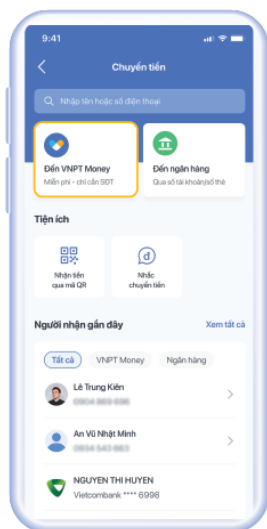 9:41
Chuyển tiền
Nhập tên hoặc số điện thoại
Đến VNPT Money
Miễn phí - chỉ cần SĐT
Đến ngân hàng
Qua số tài khoản/số thẻ
Tiện ích
Nhận tiền
qua mã QR
đ
Nhắc
chuyển tiền
Người nhận gần đây
Xem tất cả
Tất cả
VNPT Money
Ngân hàng
Lê Trung Kiên
An Vũ Nhật Minh
NGUYEN THI HUYEN
Vietcombank **** 6998